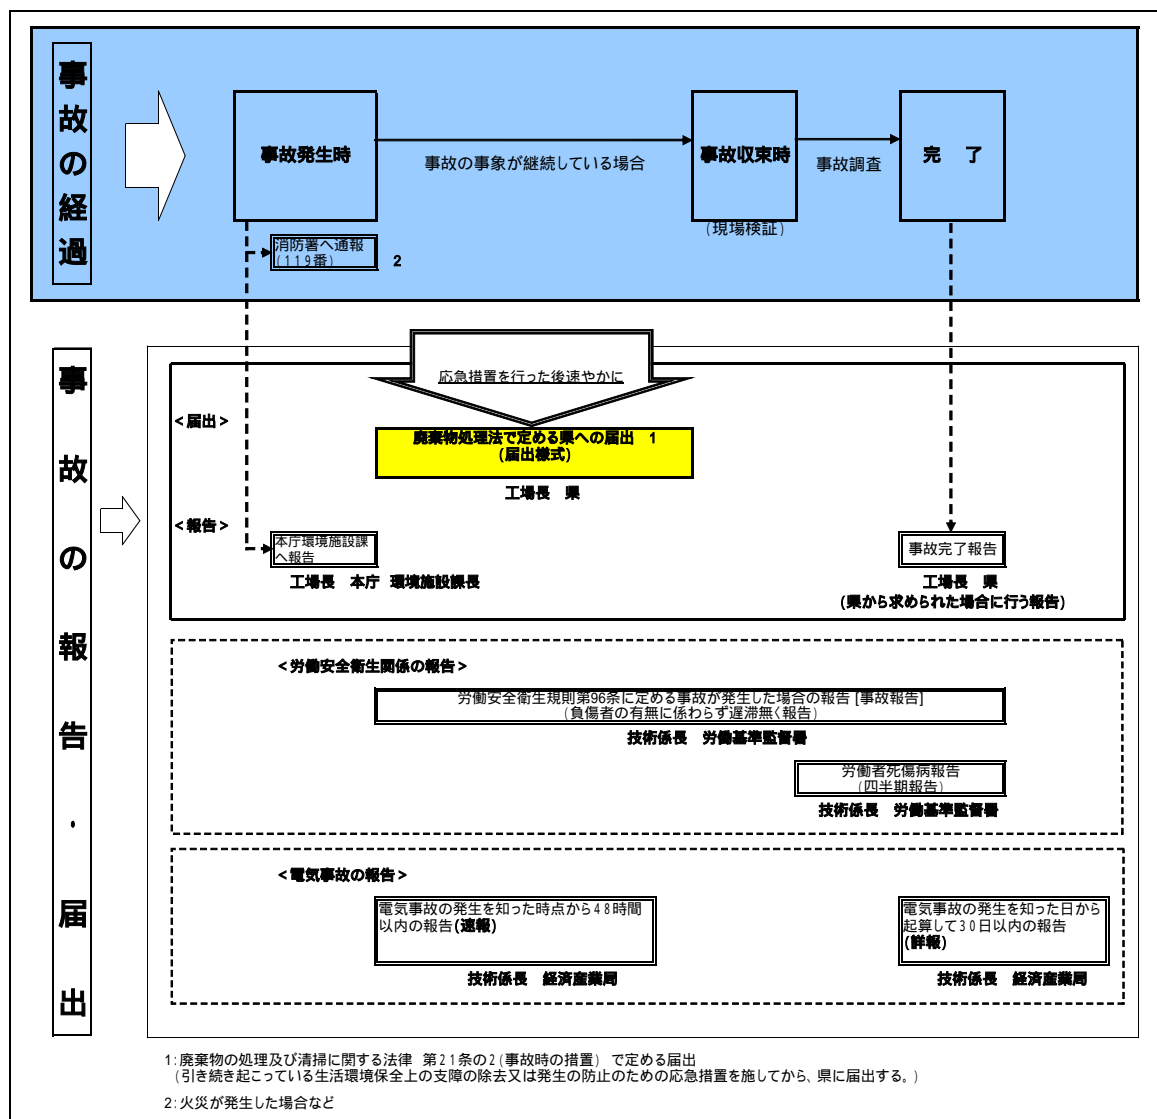 事故の経過
事故発生時
事故の事象が継続している場合
事故収束時
事故調査
完　了
(現場検証)
消防署へ通報
(119番)
2
事故の報告・届出
応急措置を行った後速やかに
<届出>
廃棄物処理法で定める県への届出　1
(届出様式)
工場長　県
<報告>
本庁環境施設課
へ報告
工場長　本庁　環境施設課長
事故完了報告
工場長　県
(県から求められた場合に行う報告)
<労働安全衛生関係の報告>
労働安全衛生規則第96条に定める事故が発生した場合の報告 [事故報告]
(負傷者の有無に係わらず遅滞無く報告)
技術係長　労働基準監督署
労働者死傷病報告
(四半期報告)
技術係長　労働基準監督署
<電気事故の報告>
電気事故の発生を知った時点から48時間
以内の報告(速報)
技術係長　経済産業局
電気事故の発生を知った日から
起算して30日以内の報告
(詳報)
技術係長　経済産業局
1:廃棄物の処理及び清掃に関する法律　第21条の2(事故時の措置) で定める届出
(引き続き起こっている生活環境保全上の支障の除去又は発生の防止のための応急措置を施してから、県に届出する。)
2:火災が発生した場合など